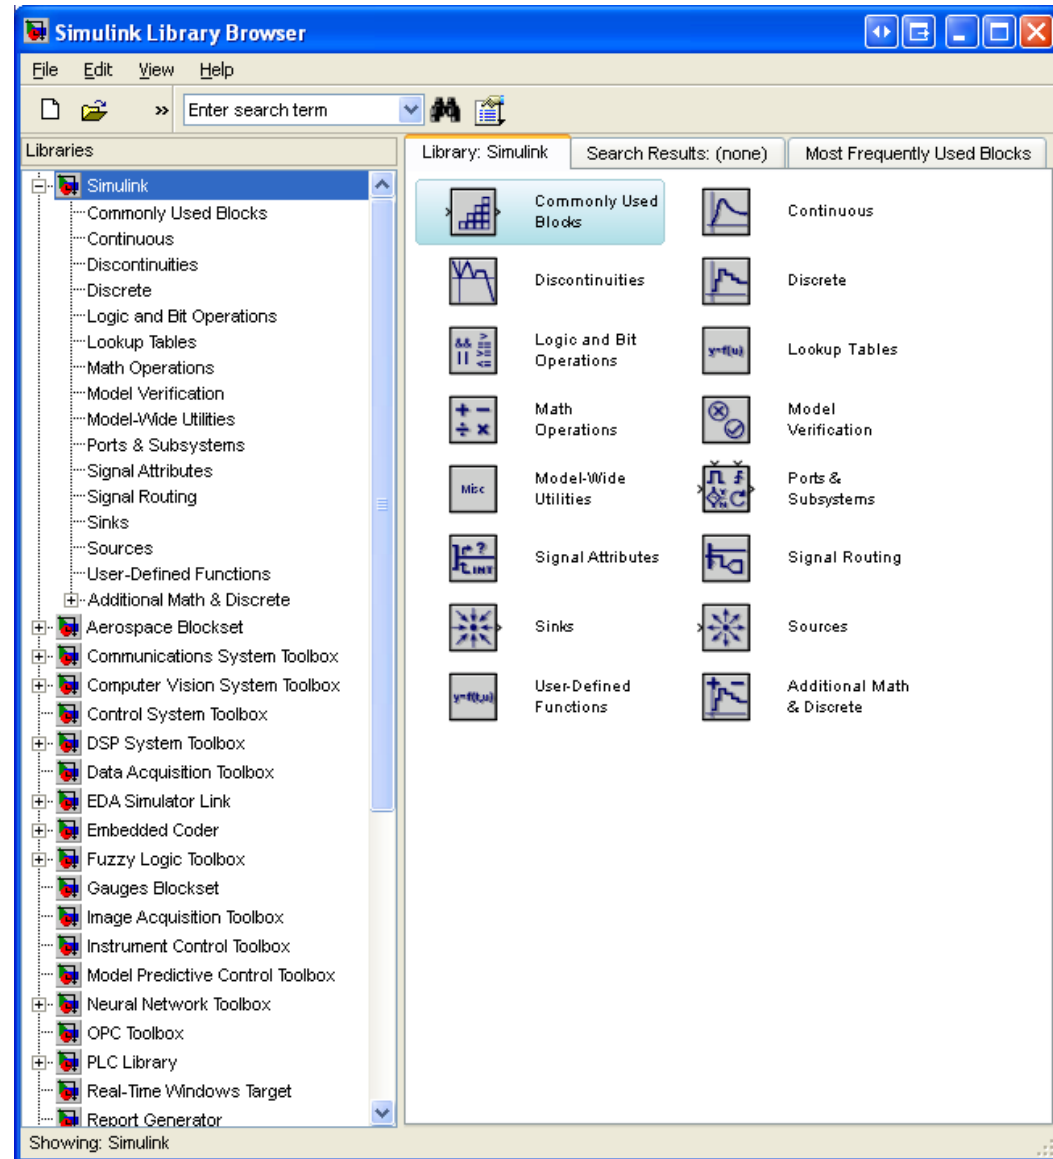 Simulink Library Browser
File Edit View Help
» Enter search term
Libraries
Library: Simulink Search Results: (none) Most Frequently Used Blocks
Simulink
Commonly Used Blocks
Continuous
Discontinuities
Discrete
Logic and Bit Operations
Lookup Tables
Math Operations
Model Verification
Model-Wide Utilities
Ports & Subsystems
Signal Attributes
Signal Routing
Sinks
Sources
User-Defined Functions
Additional Math & Discrete
Aerospace Blockset
Communications System Toolbox
Computer Vision System Toolbox
Control System Toolbox
DSP System Toolbox
Data Acquisition Toolbox
EDA Simulator Link
Embedded Coder
Fuzzy Logic Toolbox
Gauges Blockset
Image Acquisition Toolbox
Instrument Control Toolbox
Model Predictive Control Toolbox
Neural Network Toolbox
OPC Toolbox
PLC Library
Real-Time Windows Target
Report Generator
Commonly Used
Blocks
Continuous
Discontinuities
Discrete
&& >
|| >=
<=
Logic and Bit
Operations
y=f(u)
Lookup Tables
+ −
÷ ×
Math
Operations
Model
Verification
Misc
Model-Wide
Utilities
Y
N
Ports &
Subsystems
?
INT
Signal Attributes
Signal Routing
Sinks
Sources
y=f(t,u)
User-Defined
Functions
Additional Math
& Discrete
Showing: Simulink